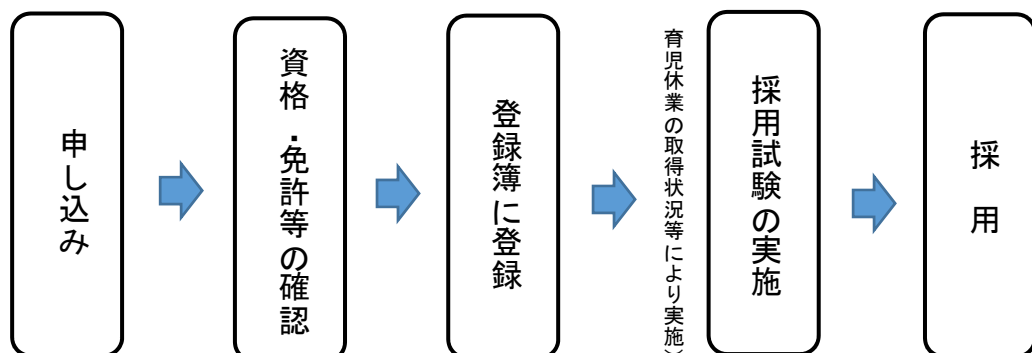 申し込み
資格・免許等の確認
登録簿に登録
育児休業の取得状況等により実施）
採用試験の実施
採用